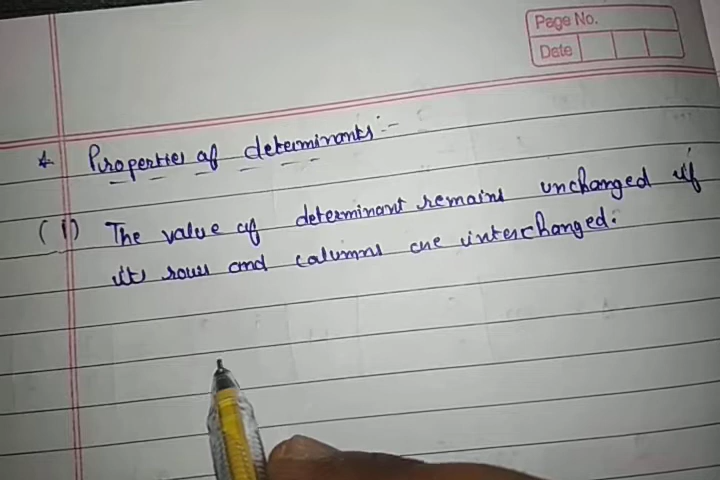 Page No.
Date
* Properties of determinants:-
(1) The value of determinant remains unchanged if
its rows and columns are interchanged.